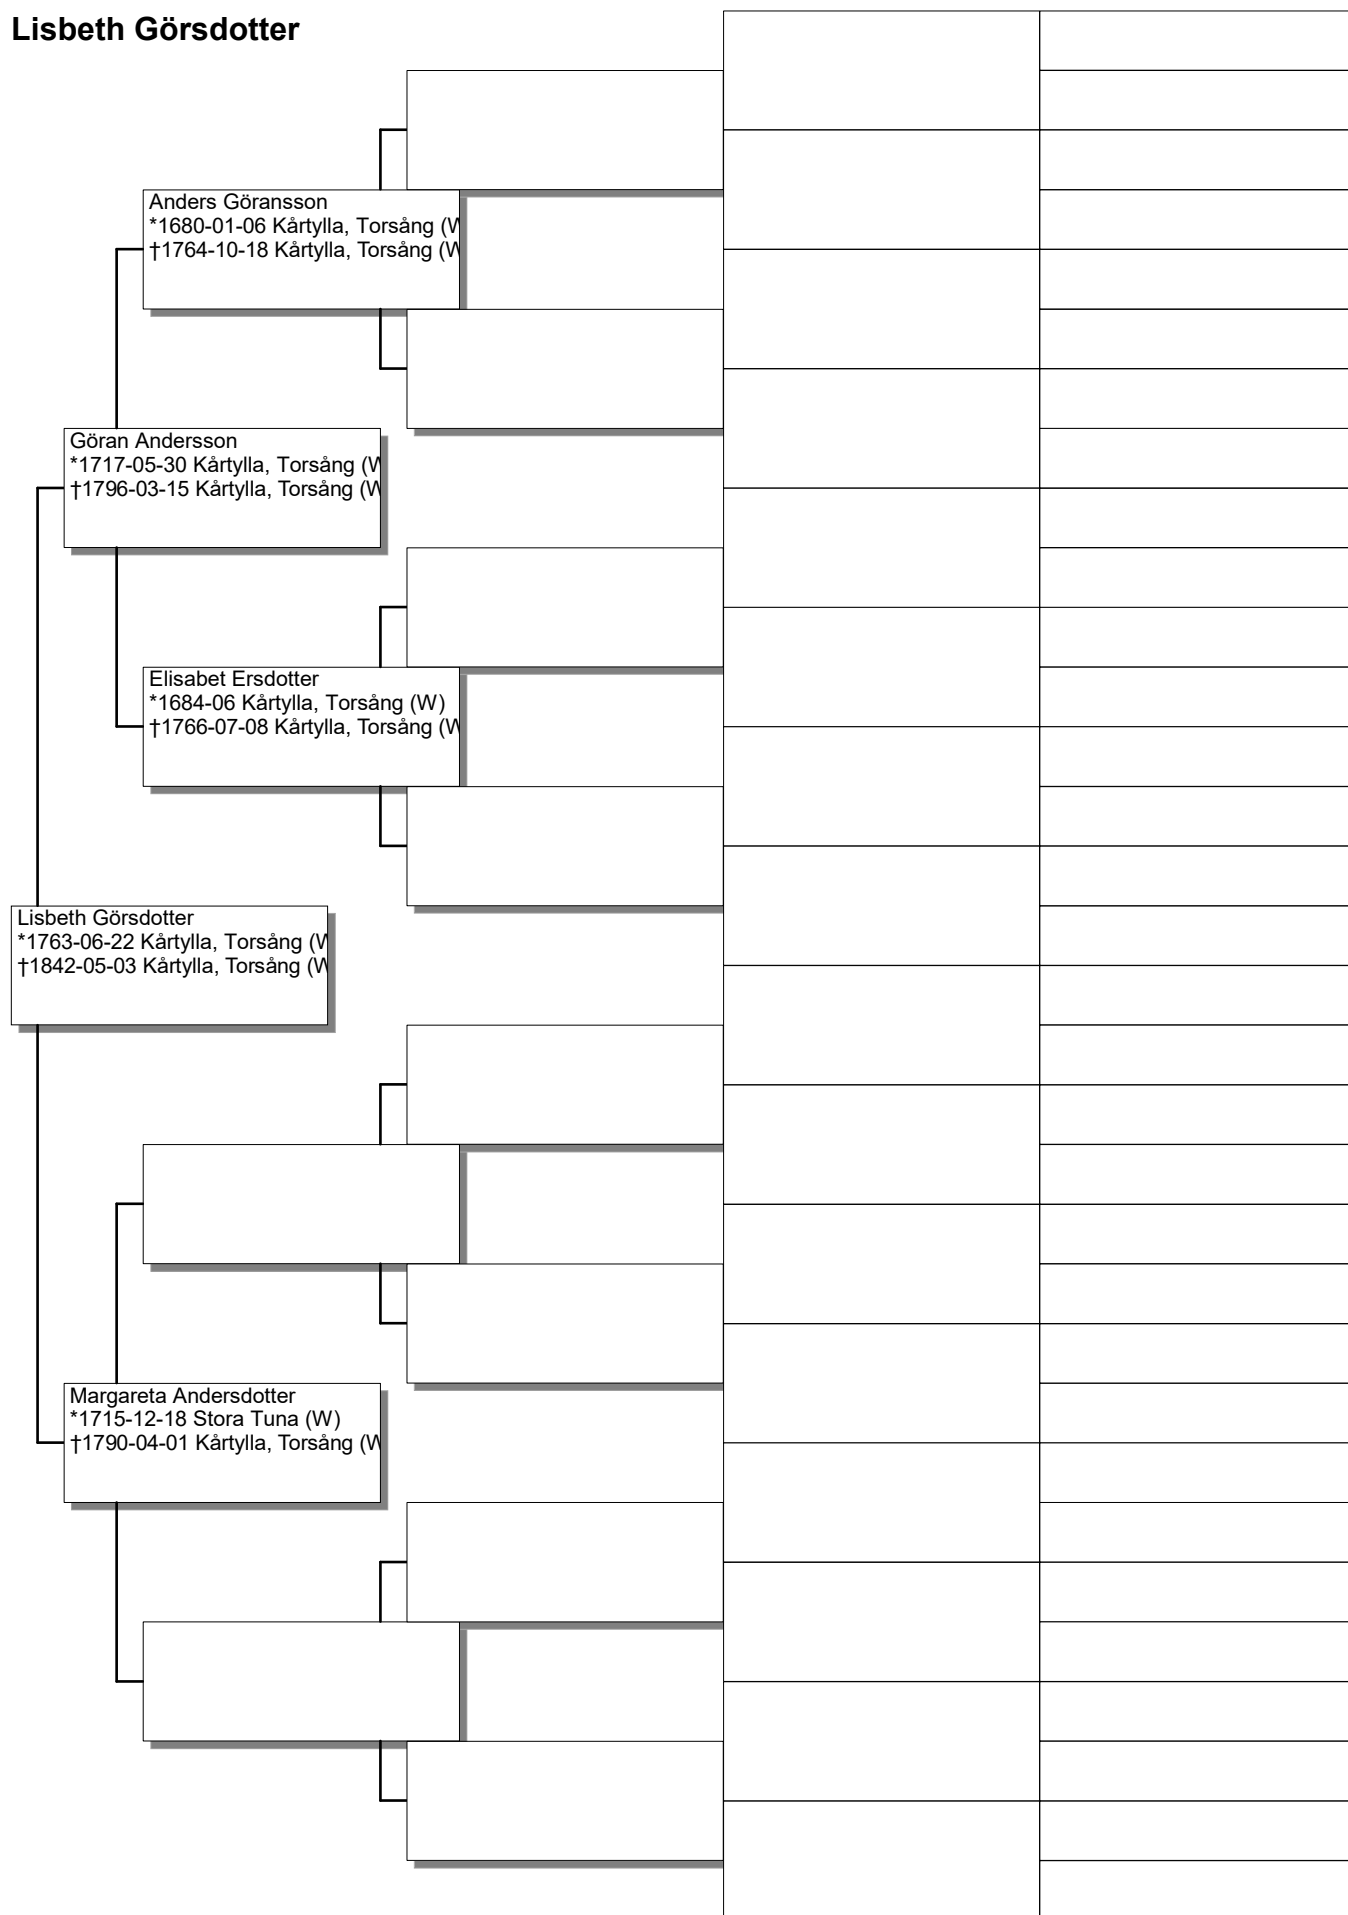 Lisbeth Görsdotter
Anders Göransson
*1680-01-06 Kårtylla, Torsång (W
†1764-10-18 Kårtylla, Torsång (W
Göran Andersson
*1717-05-30 Kårtylla, Torsång (W
†1796-03-15 Kårtylla, Torsång (W
Elisabet Ersdotter
*1684-06 Kårtylla, Torsång (W)
†1766-07-08 Kårtylla, Torsång (W
Lisbeth Görsdotter
*1763-06-22 Kårtylla, Torsång (W
†1842-05-03 Kårtylla, Torsång (W
Margareta Andersdotter
*1715-12-18 Stora Tuna (W)
†1790-04-01 Kårtylla, Torsång (W